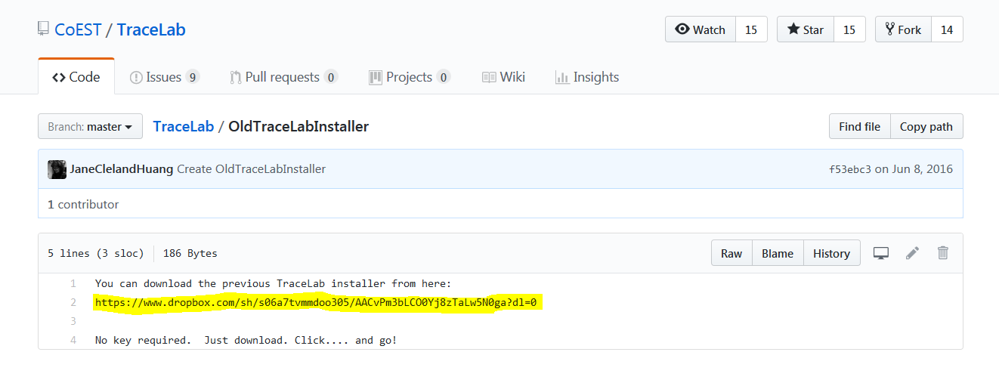 CoEST / TraceLab
Watch 15 Star 15 Fork 14
Code Issues 9 Pull requests 0 Projects 0 Wiki Insights
Branch: master TraceLab / OldTraceLabInstaller Find file Copy path
JaneClelandHuang Create OldTraceLabInstaller f53ebc3 on Jun 8, 2016
1 contributor
5 lines (3 sloc) 186 Bytes Raw Blame History
1 You can download the previous TraceLab installer from here:
2 https://www.dropbox.com/sh/s06a7tvmmdoo305/AACvPm3bLCO0Yj8zTaLw5N0ga?dl=0
3
4 No key required.  Just download. Click.... and go!